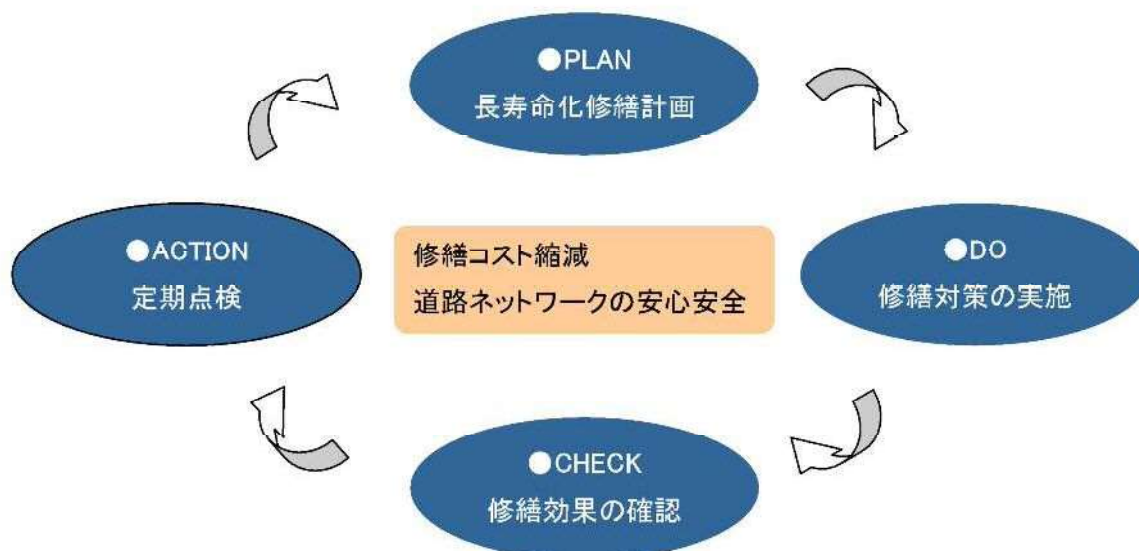 ●PLAN
長寿命化修繕計画
●ACTION
定期点検
修繕コスト縮減
道路ネットワークの安心安全
●DO
修繕対策の実施
●CHECK
修繕効果の確認